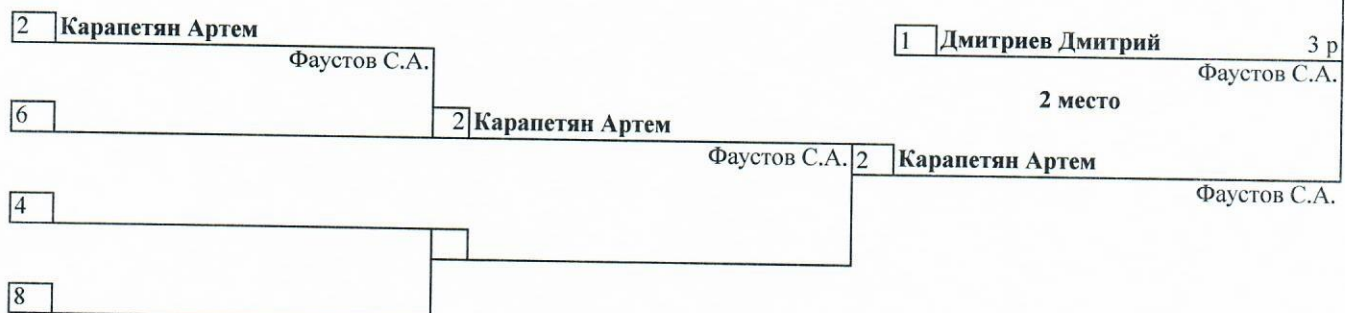 2 Карапетян Артем
Фаустов С.А.
6
2 Карапетян Артем
Фаустов С.А.
4
8
1 Дмитриев Дмитрий 3 р
Фаустов С.А.
2 место
2 Карапетян Артем
Фаустов С.А.